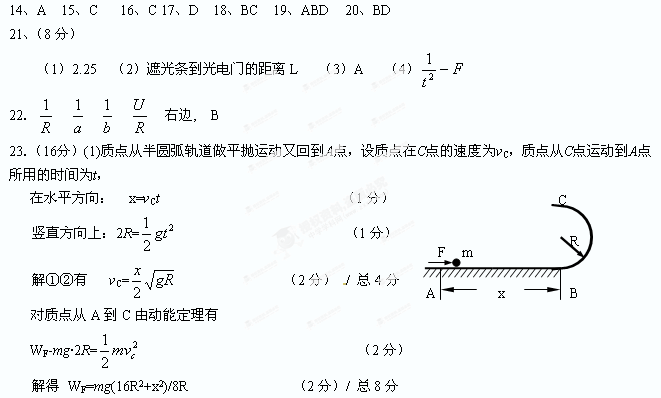 14、A 15、C 16、C 17、D 18、BC 19、ABD 20、BD
21、（8分）
（1）2.25 （2）遮光条到光电门的距离 L （3）A （4）1/t² − F
22． 1/R 1/a 1/b U/R 右边, B
23．（16分）(1)质点从半圆弧轨道做平抛运动又回到A点，设质点在C点的速度为vC，质点从C点运动到A点
所用的时间为t，
在水平方向： x=vCt （1分）
竖直方向上：2R=1/2 gt² （1分）
解①②有 vC=x/2 √gR （2分） ./ 总 4分
对质点从 A 到 C 由动能定理有
WF-mg·2R=1/2 mvc² （2分）
解得 WF=mg(16R²+x²)/8R （2分）/ 总 8分
C
R
F m
A x B